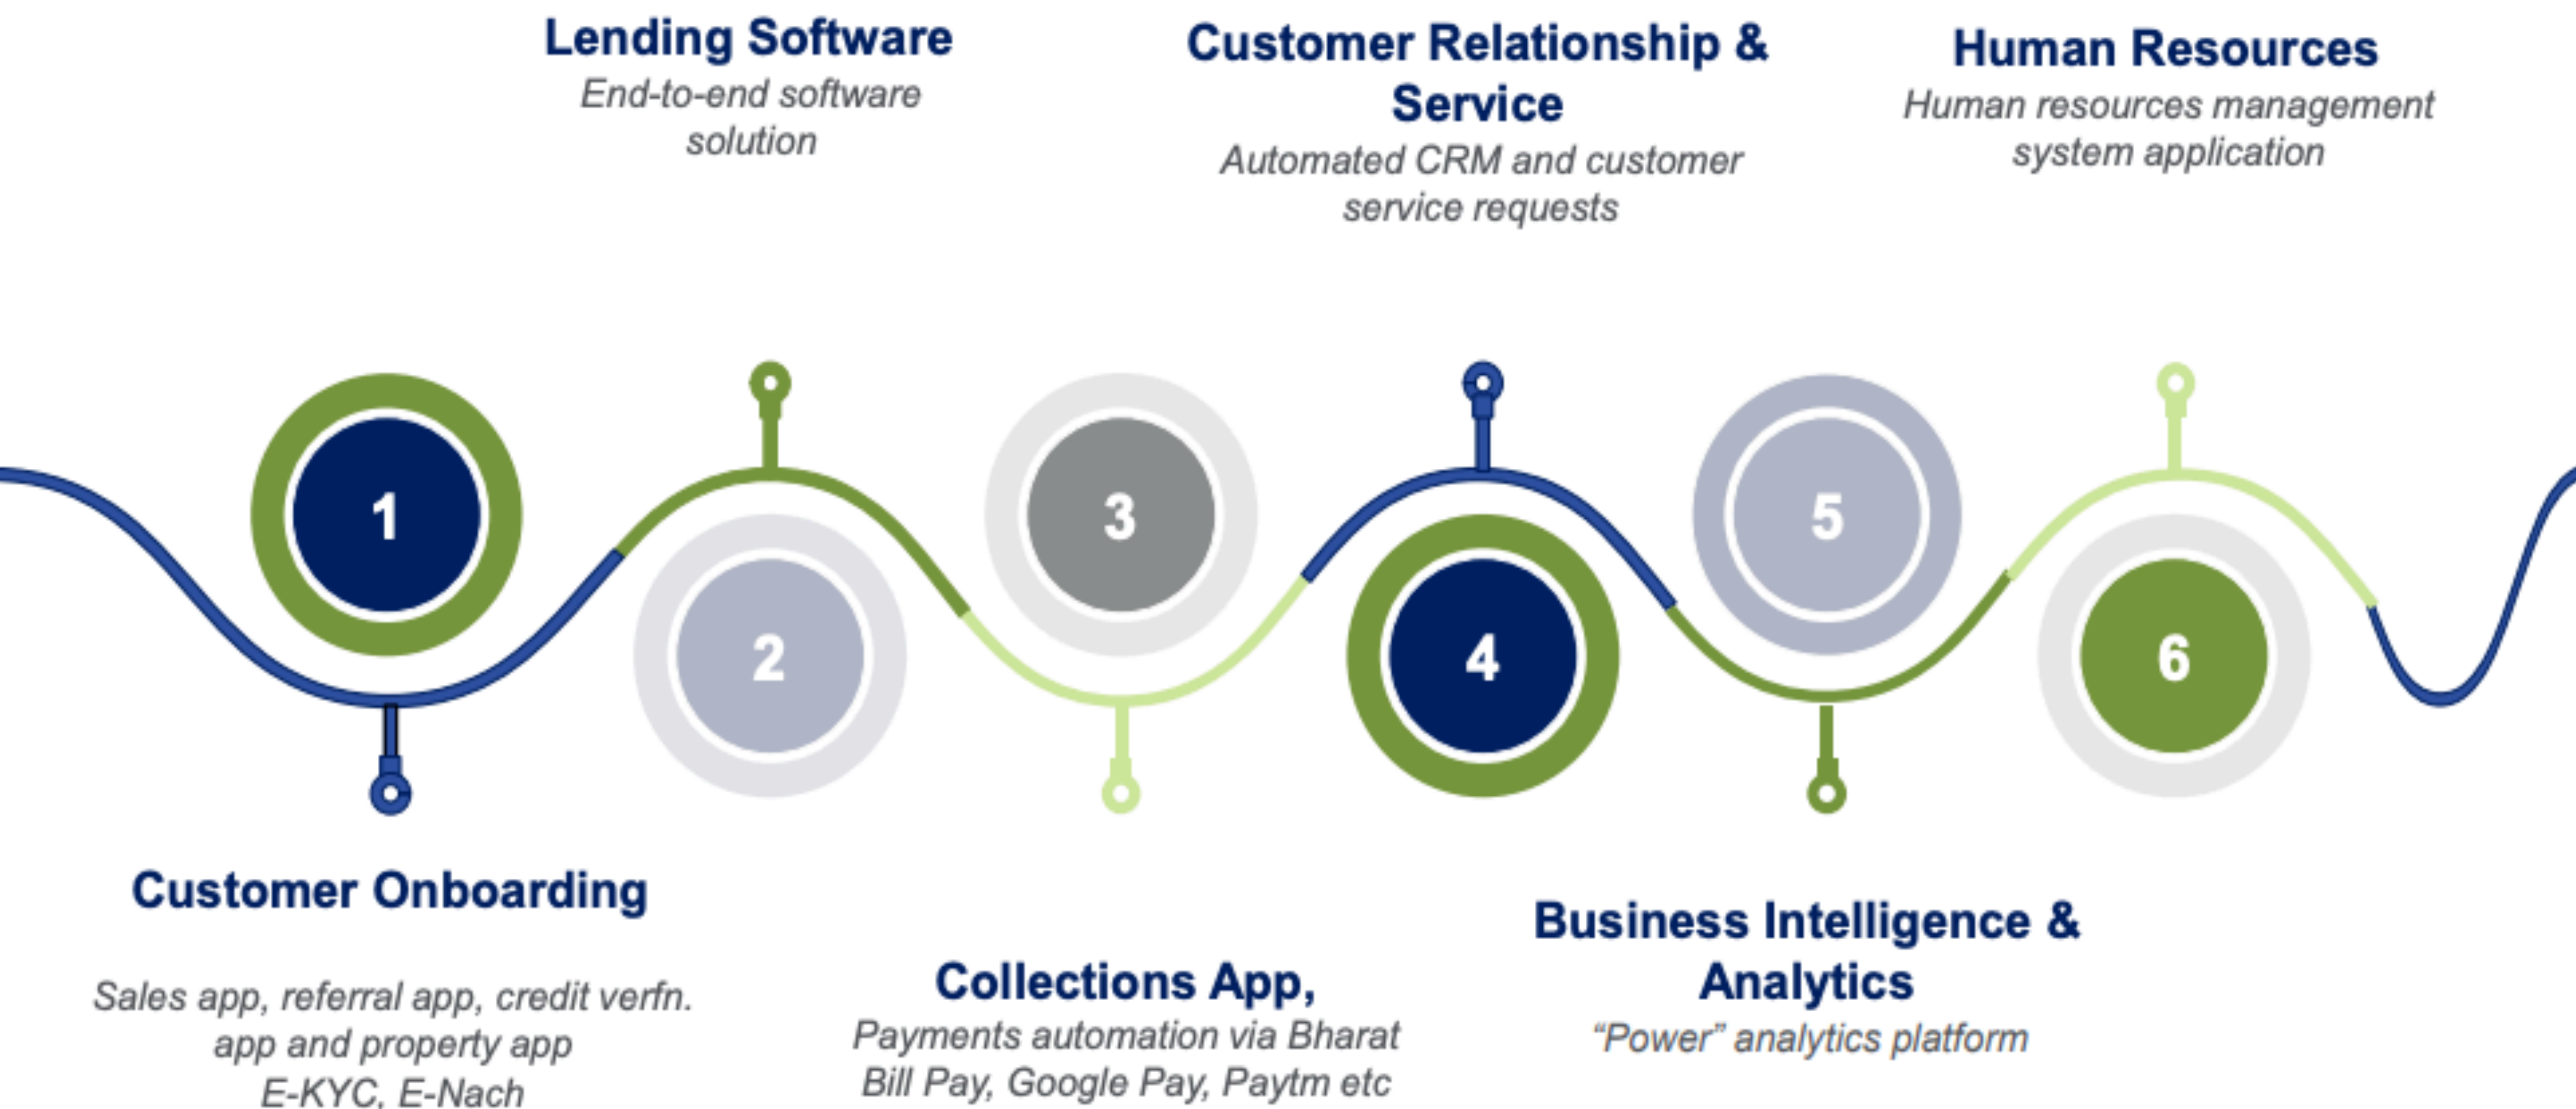 Lending Software
End-to-end software
solution
Customer Relationship &
Service
Automated CRM and customer
service requests
Human Resources
Human resources management
system application
1
2
3
4
5
6
Customer Onboarding
Sales app, referral app, credit verfn.
app and property app
E-KYC, E-Nach
Collections App,
Payments automation via Bharat
Bill Pay, Google Pay, Paytm etc
Business Intelligence &
Analytics
“Power” analytics platform